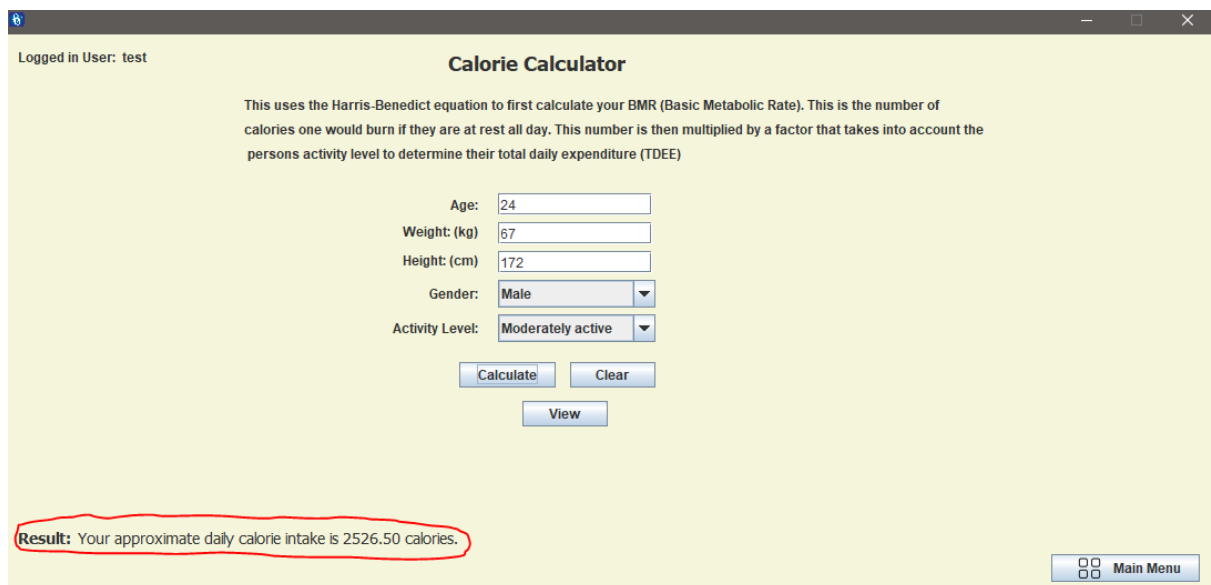 Logged in User: test
Calorie Calculator
This uses the Harris-Benedict equation to first calculate your BMR (Basic Metabolic Rate). This is the number of
calories one would burn if they are at rest all day. This number is then multiplied by a factor that takes into account the
persons activity level to determine their total daily expenditure (TDEE)
Age: 24
Weight: (kg) 67
Height: (cm) 172
Gender: Male
Activity Level: Moderately active
Calculate Clear
View
Result: Your approximate daily calorie intake is 2526.50 calories.
Main Menu